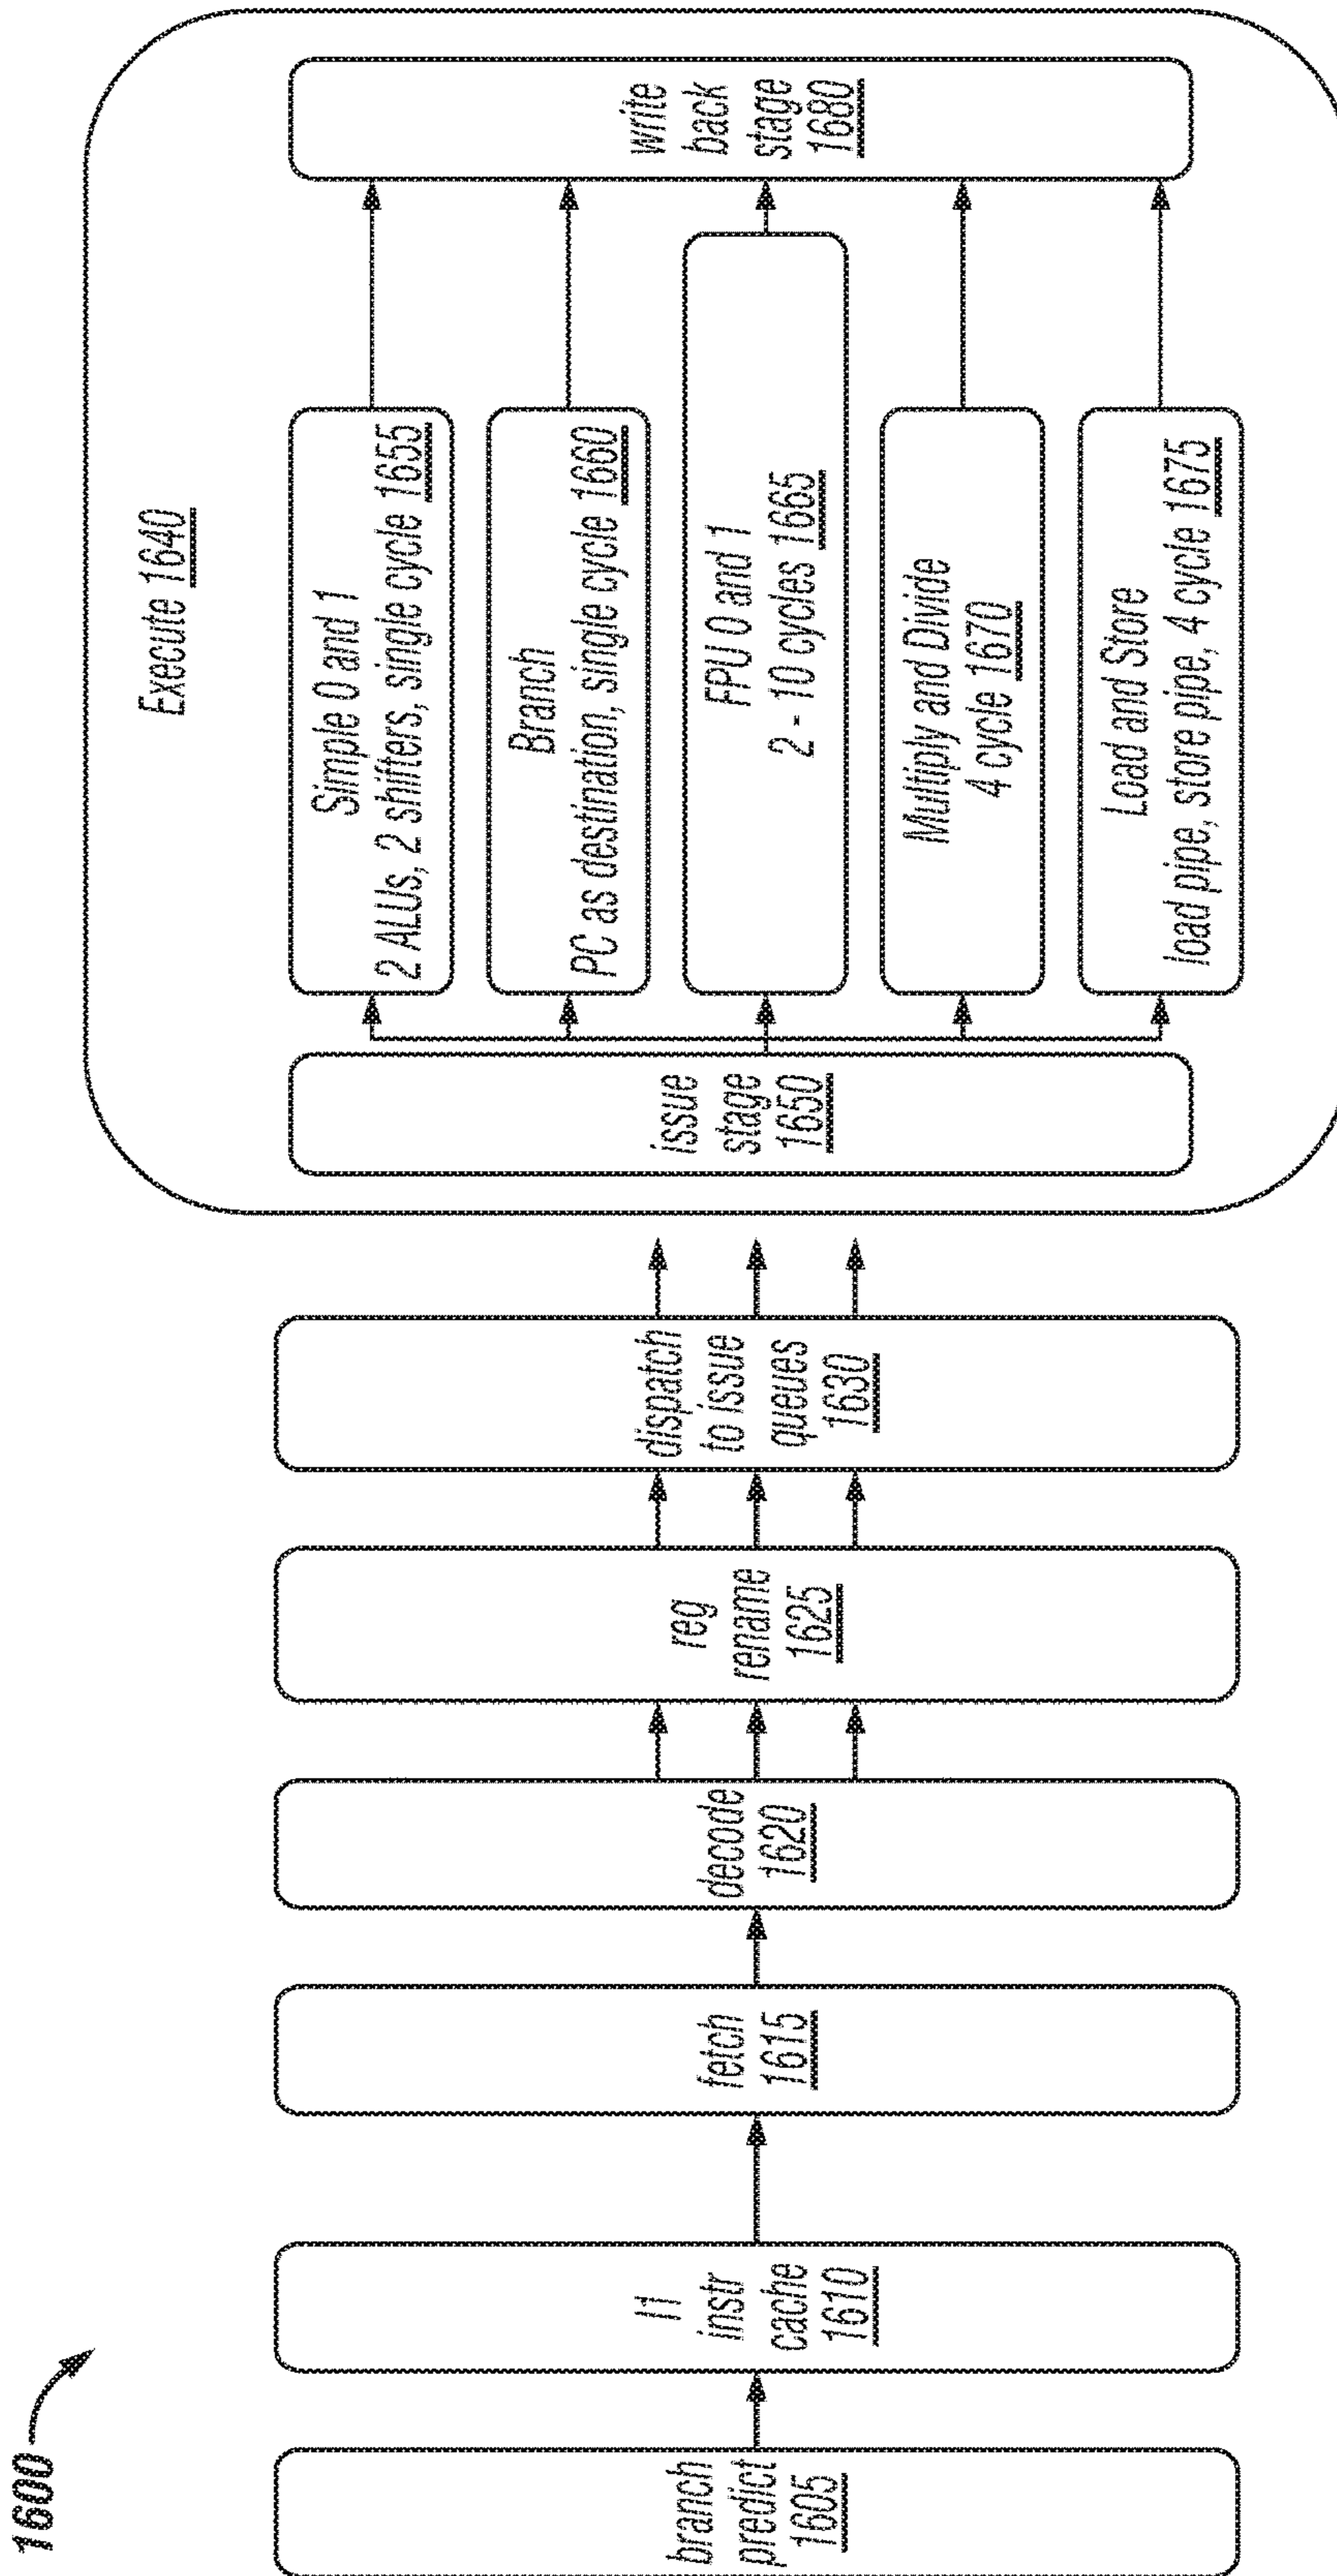 1600
branch
predict
1605
I1
instr
cache
1610
fetch
1615
decode
1620
reg
rename
1625
dispatch
to issue
queues
1630
Execute 1640
issue
stage
1650
Simple 0 and 1
2 ALUs, 2 shifters, single cycle 1655
Branch
PC as destination, single cycle 1660
FPU 0 and 1
2 - 10 cycles 1665
Multiply and Divide
4 cycle 1670
Load and Store
load pipe, store pipe, 4 cycle 1675
write
back
stage
1680